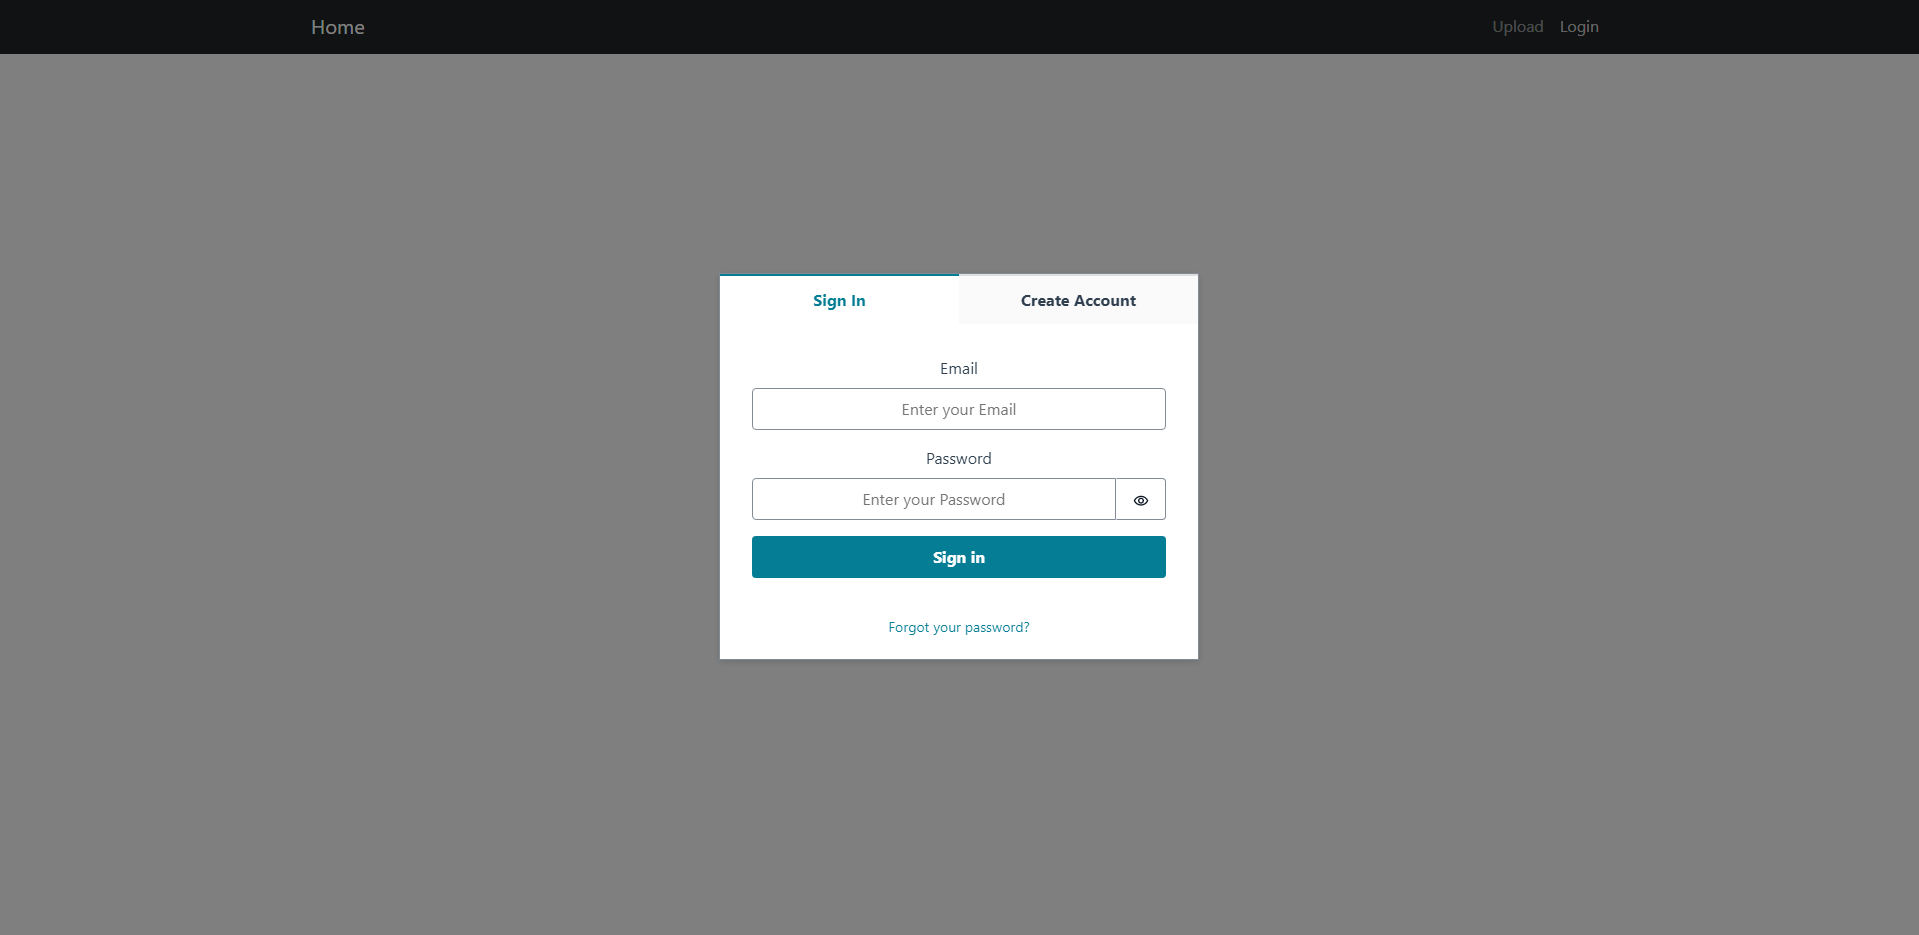 Home
Upload
Login
Sign In
Create Account
Email
Enter your Email
Password
Enter your Password
Sign in
Forgot your password?